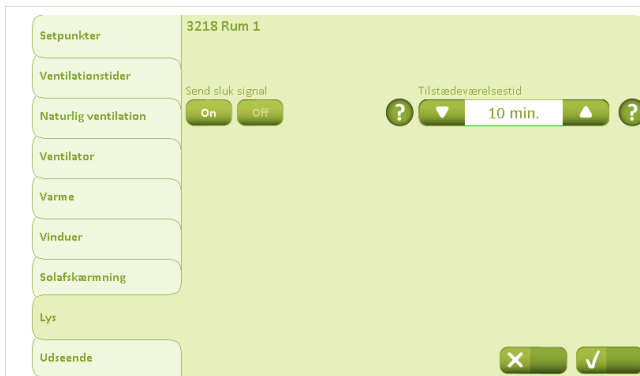 3218 Rum 1
Setpunkter
Ventilationstider
Naturlig ventilation
Ventilator
Varme
Vinduer
Solafskærmning
Lys
Udseende
Send sluk signal
On Off
Tilstædeværelsestid
? 10 min. ?